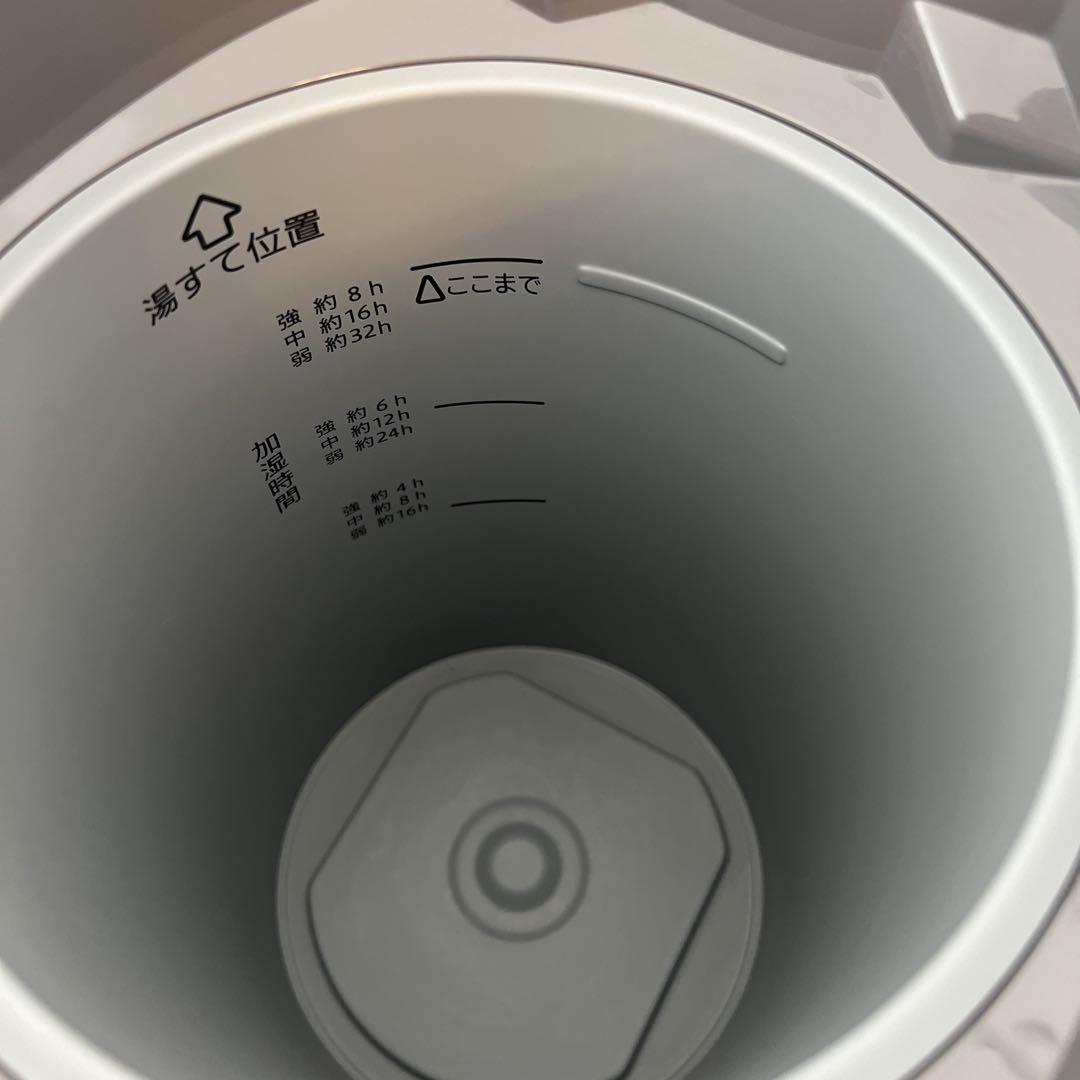 湯すて位置
△ここまで
強 約 8 h
中 約16h
弱 約32h
加湿時間
強 約 6 h
中 約12h
弱 約24h
強 約 4 h
中 約 8 h
弱 約16h